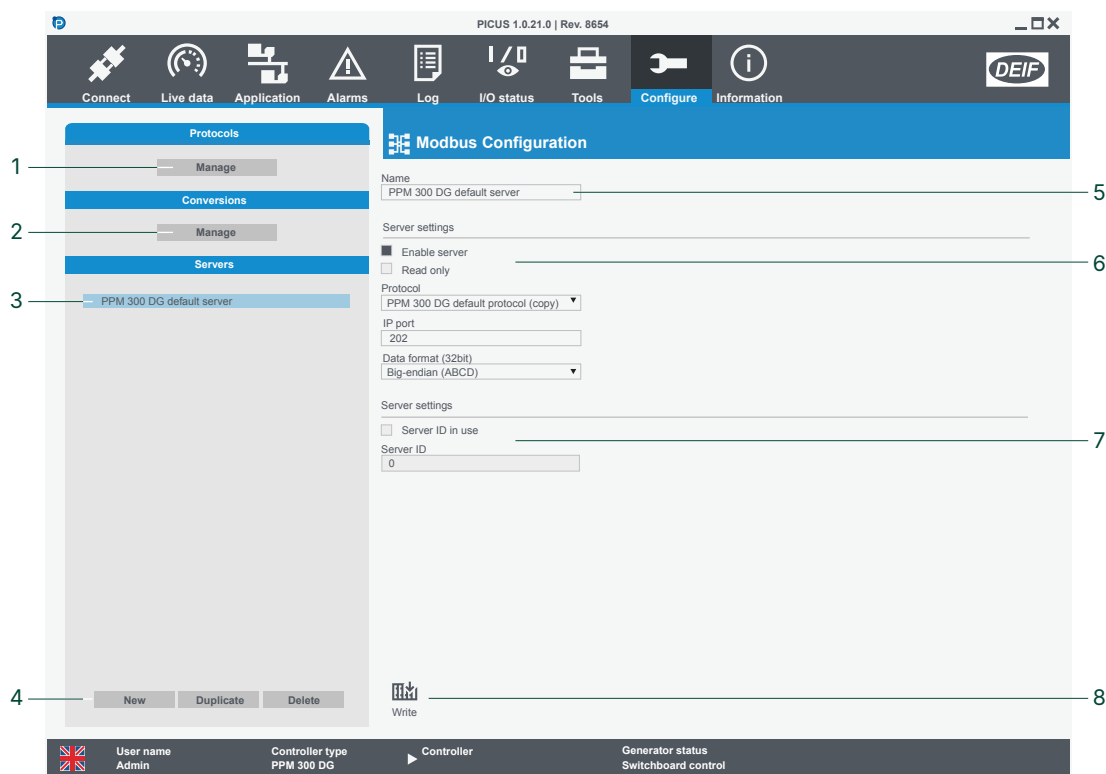 PICUS 1.0.21.0 | Rev. 8654
Connect
Live data
Application
Alarms
Log
I/O status
Tools
Configure
Information
DEIF
Protocols
Modbus Configuration
1
Manage
Name
PPM 300 DG default server
5
Conversions
2
Manage
Server settings
Enable server
6
Servers
Read only
Protocol
3
PPM 300 DG default server
PPM 300 DG default protocol (copy)
IP port
202
Data format (32bit)
Big-endian (ABCD)
Server settings
Server ID in use
7
Server ID
0
4
New
Duplicate
Delete
Write
8
User name
Admin
Controller type
PPM 300 DG
Controller
Generator status
Switchboard control